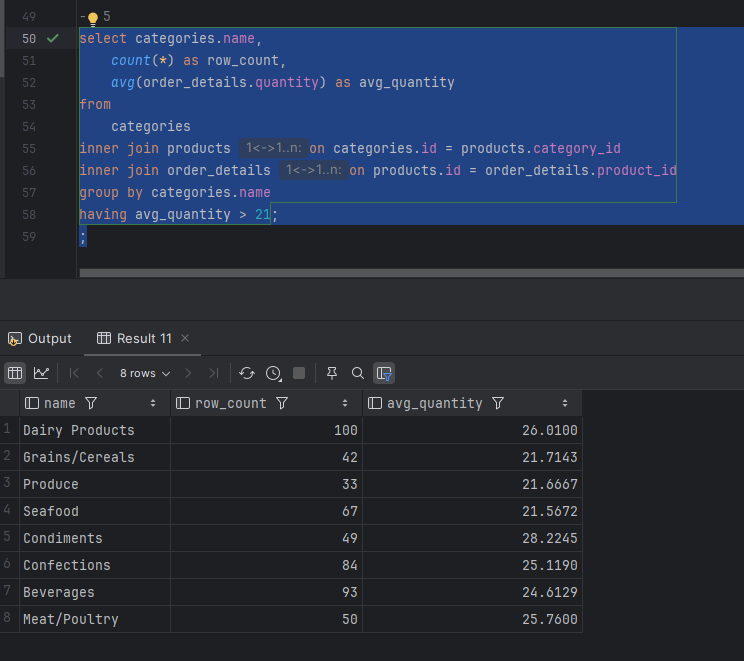 49 - 5
50 select categories.name,
51 count(*) as row_count,
52 avg(order_details.quantity) as avg_quantity
53 from
54 categories
55 inner join products 1<->1..n: on categories.id = products.category_id
56 inner join order_details 1<->1..n: on products.id = order_details.product_id
57 group by categories.name
58 having avg_quantity > 21;
59 ;
Output Result 11
8 rows
name row_count avg_quantity
1 Dairy Products 100 26.0100
2 Grains/Cereals 42 21.7143
3 Produce 33 21.6667
4 Seafood 67 21.5672
5 Condiments 49 28.2245
6 Confections 84 25.1190
7 Beverages 93 24.6129
8 Meat/Poultry 50 25.7600